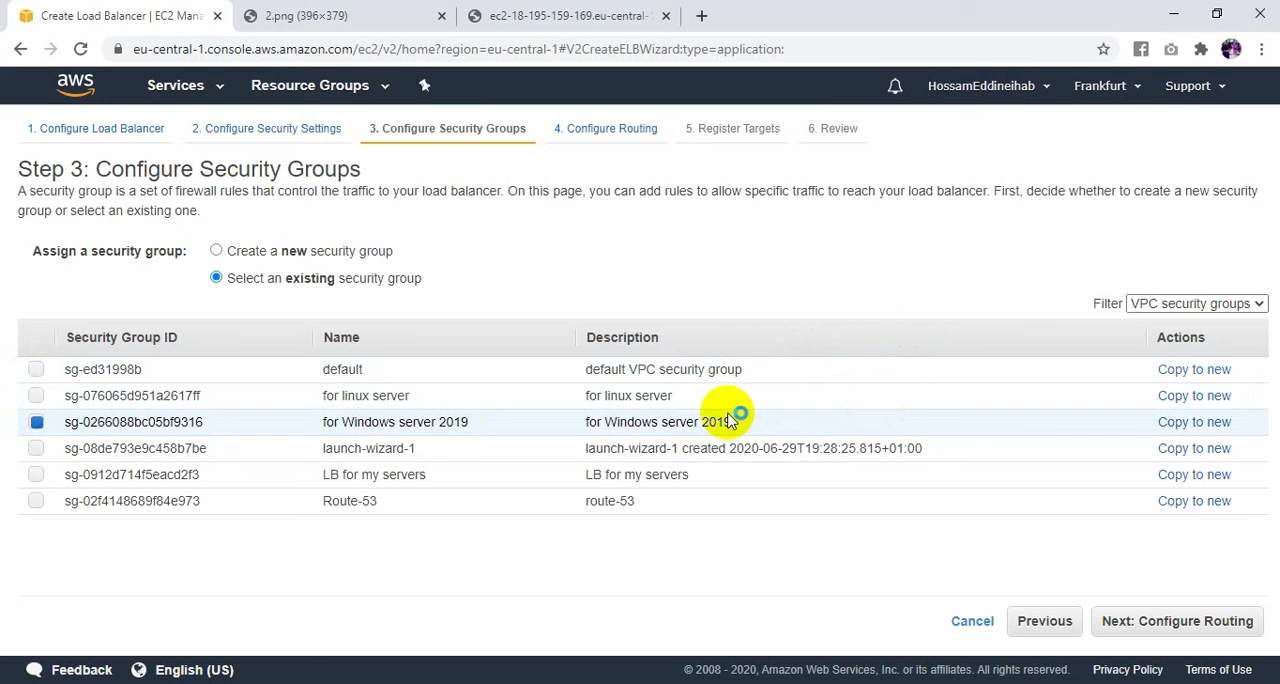 Create Load Balancer | EC2 Mana
2.png (396×379)
ec2-18-195-159-169.eu-central-1
eu-central-1.console.aws.amazon.com/ec2/v2/home?region=eu-central-1#V2CreateELBWizard:type=application:
aws
Services
Resource Groups
HossamEddineihab
Frankfurt
Support
1. Configure Load Balancer
2. Configure Security Settings
3. Configure Security Groups
4. Configure Routing
5. Register Targets
6. Review
Step 3: Configure Security Groups
A security group is a set of firewall rules that control the traffic to your load balancer. On this page, you can add rules to allow specific traffic to reach your load balancer. First, decide whether to create a new security
group or select an existing one.
Assign a security group:
Create a new security group
Select an existing security group
Filter VPC security groups
Security Group ID Name Description Actions
sg-ed31998b default default VPC security group Copy to new
sg-076065d951a2617ff for linux server for linux server Copy to new
sg-0266088bc05bf9316 for Windows server 2019 for Windows server 2019 Copy to new
sg-08de793e9c458b7be launch-wizard-1 launch-wizard-1 created 2020-06-29T19:28:25.815+01:00 Copy to new
sg-0912d714f5eacd2f3 LB for my servers LB for my servers Copy to new
sg-02f4148689f84e973 Route-53 route-53 Copy to new
Cancel
Previous
Next: Configure Routing
Feedback
English (US)
© 2008 - 2020, Amazon Web Services, Inc. or its affiliates. All rights reserved.
Privacy Policy
Terms of Use